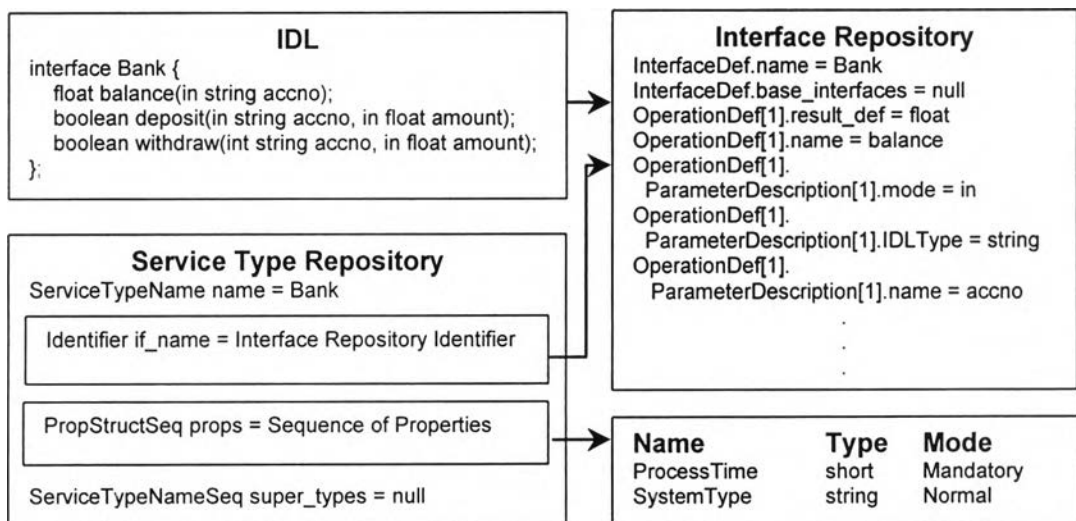 IDL
interface Bank {
float balance(in string accno);
boolean deposit(in string accno, in float amount);
boolean withdraw(int string accno, in float amount);
};
Service Type Repository
ServiceTypeName name = Bank
Identifier if_name = Interface Repository Identifier
PropStructSeq props = Sequence of Properties
ServiceTypeNameSeq super_types = null
Interface Repository
InterfaceDef.name = Bank
InterfaceDef.base_interfaces = null
OperationDef[1].result_def = float
OperationDef[1].name = balance
OperationDef[1].
ParameterDescription[1].mode = in
OperationDef[1].
ParameterDescription[1].IDLType = string
OperationDef[1].
ParameterDescription[1].name = accno
.
.
.
Name Type Mode
ProcessTime short Mandatory
SystemType string Normal